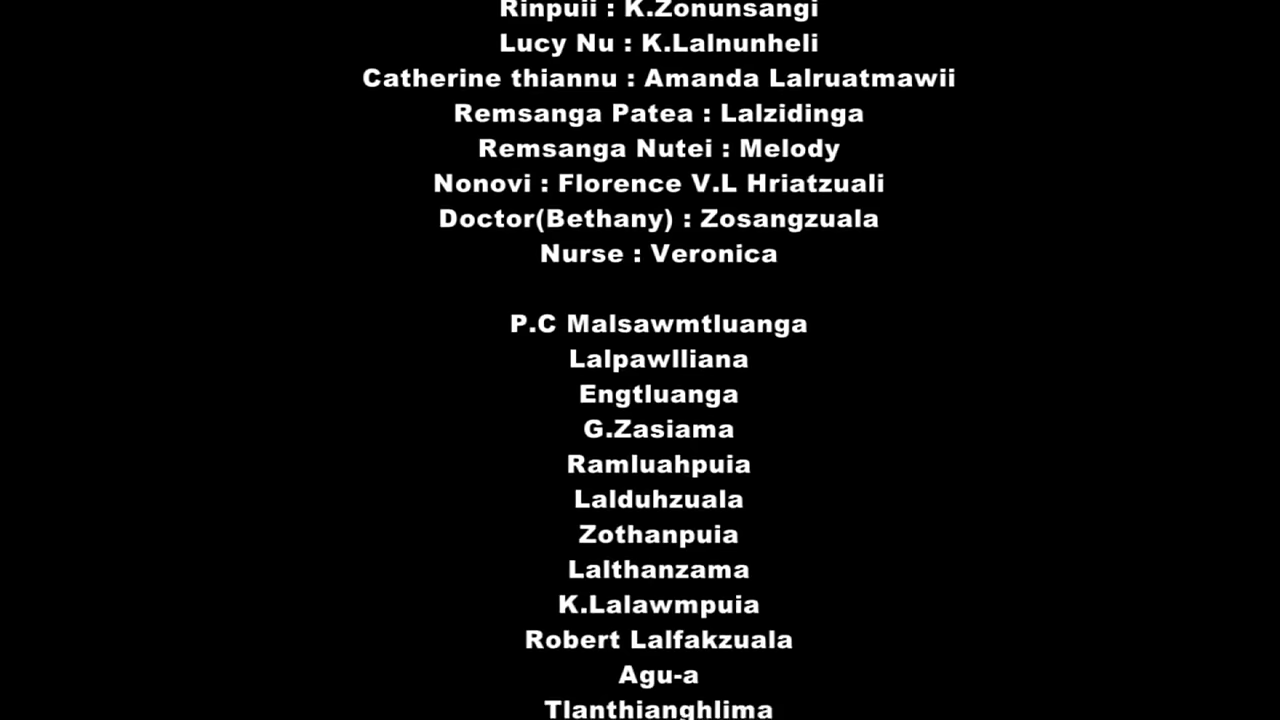 Rinpuii : K.Zonunsangi
Lucy Nu : K.Lalnunheli
Catherine thiannu : Amanda Lalruatmawii
Remsanga Patea : Lalzidinga
Remsanga Nutei : Melody
Nonovi : Florence V.L Hriatzuali
Doctor(Bethany) : Zosangzuala
Nurse : Veronica
P.C Malsawmtluanga
Lalpawlliana
Engtluanga
G.Zasiama
Ramluahpuia
Lalduhzuala
Zothanpuia
Lalthanzama
K.Lalawmpuia
Robert Lalfakzuala
Agu-a
Tlanthianghlima